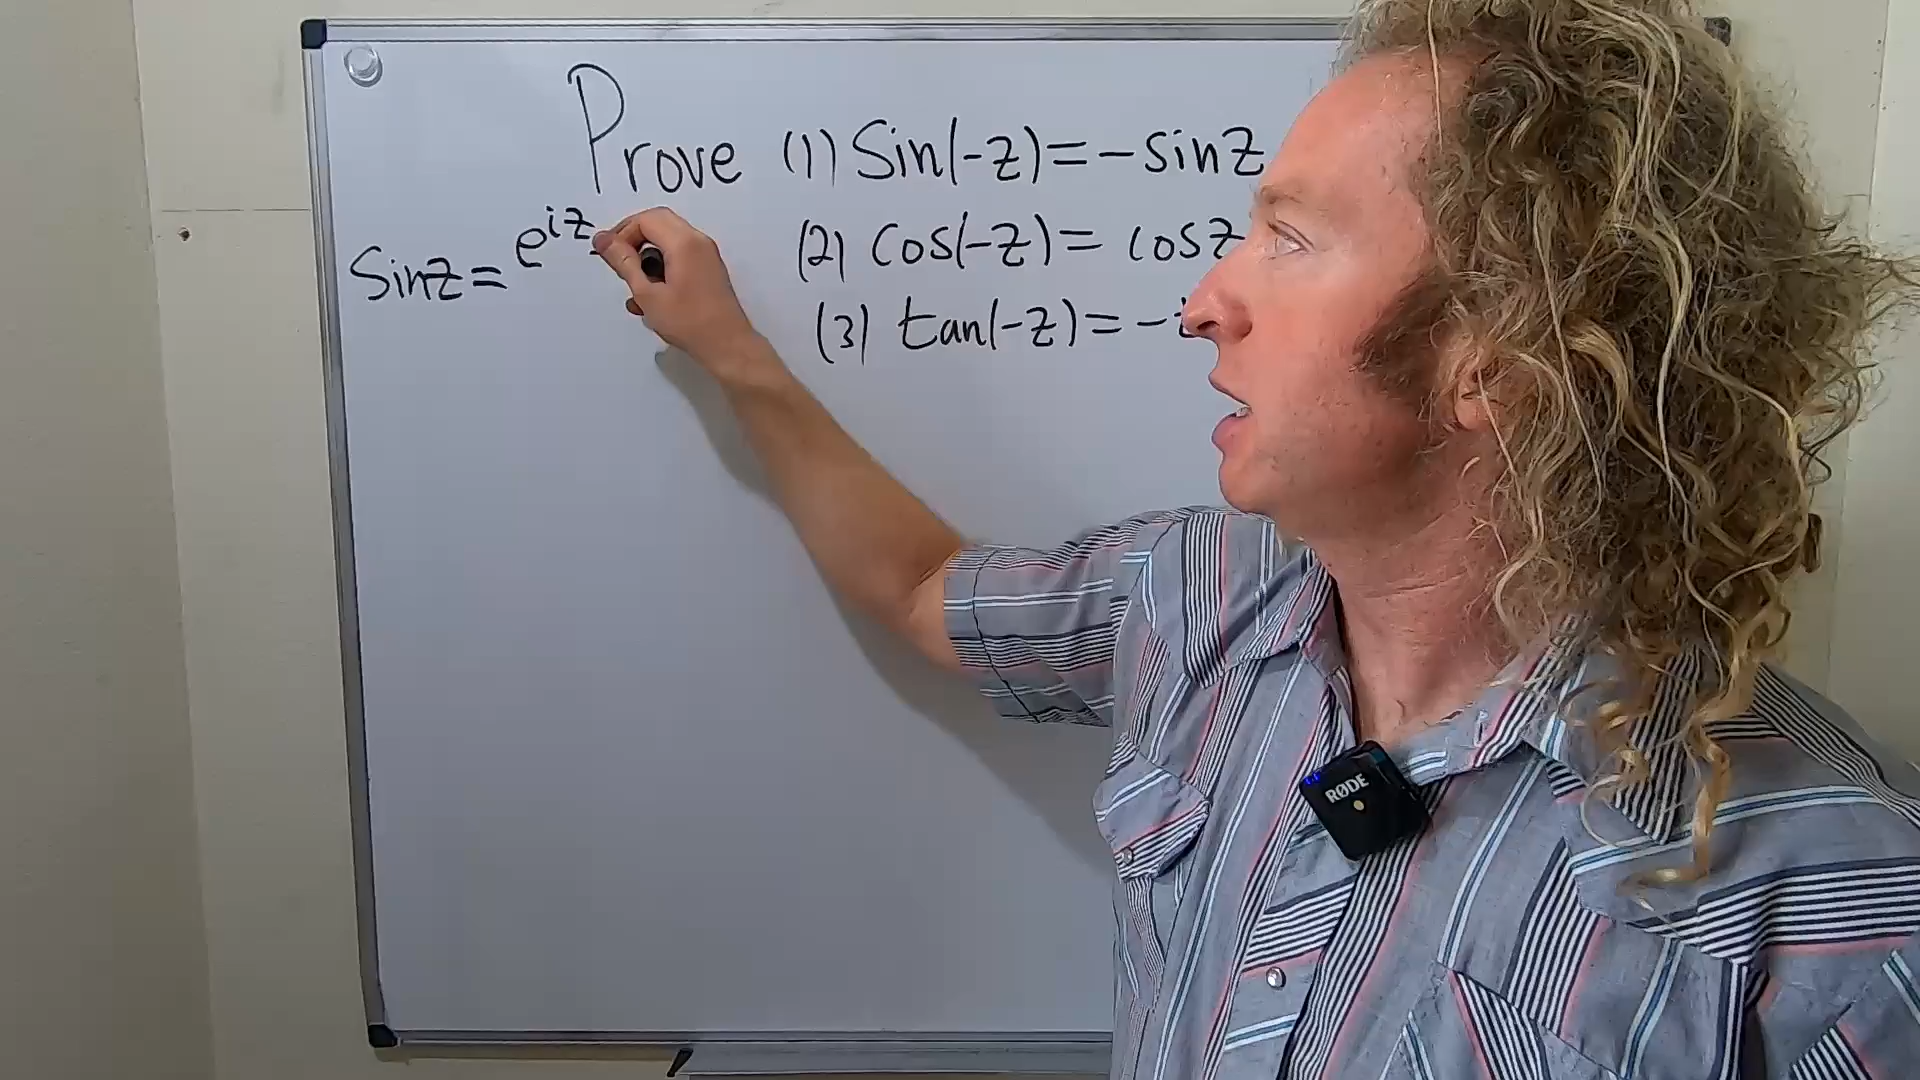 Prove (1) Sin(-z)=-sinz
(2) Cos(-z)= cosz
(3) tan(-z)=-
Sinz= e^iz
RØDE